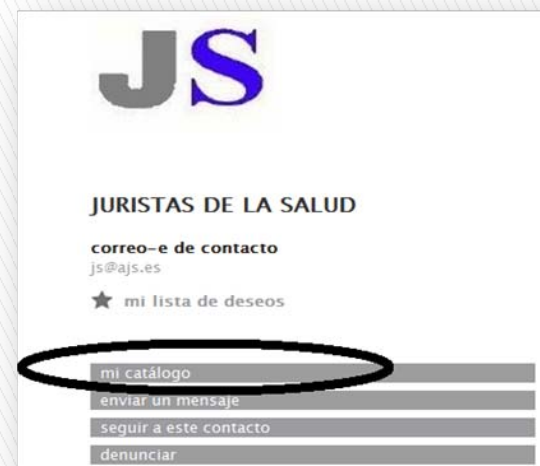 JS
JURISTAS DE LA SALUD
correo-e de contacto
js@ajs.es
mi lista de deseos
mi catálogo
enviar un mensaje
seguir a este contacto
denunciar